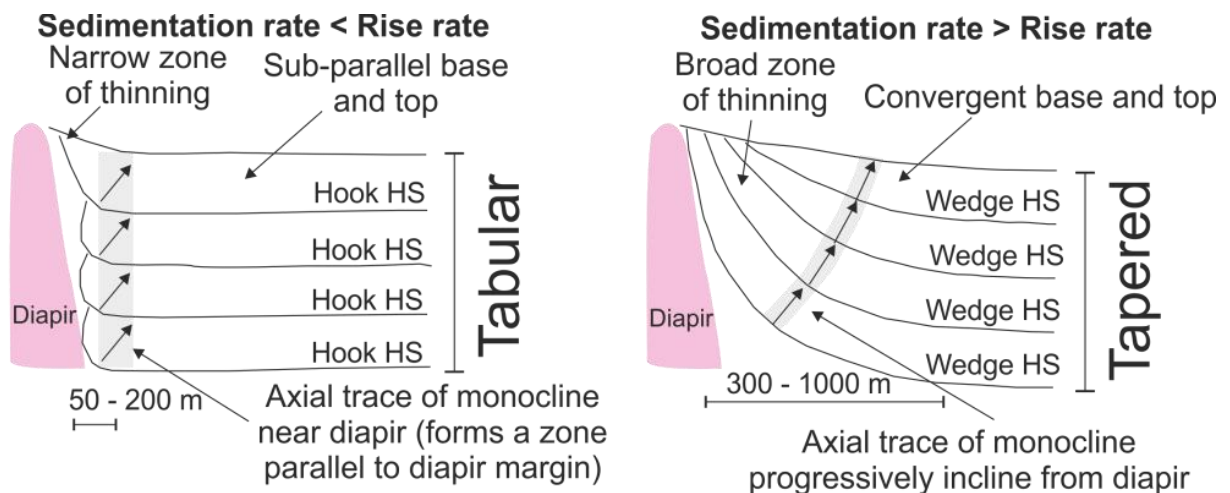 Sedimentation rate < Rise rate
Narrow zone
of thinning
Sub-parallel base
and top
Hook HS
Hook HS
Hook HS
Hook HS
Tabular
Diapir
50 - 200 m
Axial trace of monocline
near diapir (forms a zone
parallel to diapir margin)
Sedimentation rate > Rise rate
Broad zone
of thinning
Convergent base and top
Wedge HS
Wedge HS
Wedge HS
Wedge HS
Tapered
Diapir
300 - 1000 m
Axial trace of monocline
progressively incline from diapir